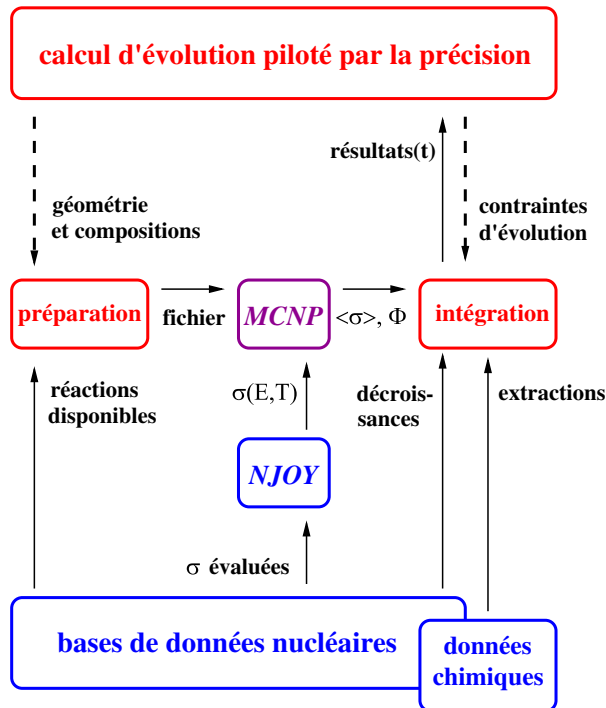 calcul d'évolution piloté par la précision
résultats(t)
géométrie
et compositions
contraintes
d'évolution
préparation
fichier
MCNP
<σ>, Φ
intégration
réactions
disponibles
σ(E,T)
décrois-
sances
extractions
NJOY
σ évaluées
bases de données nucléaires
données
chimiques